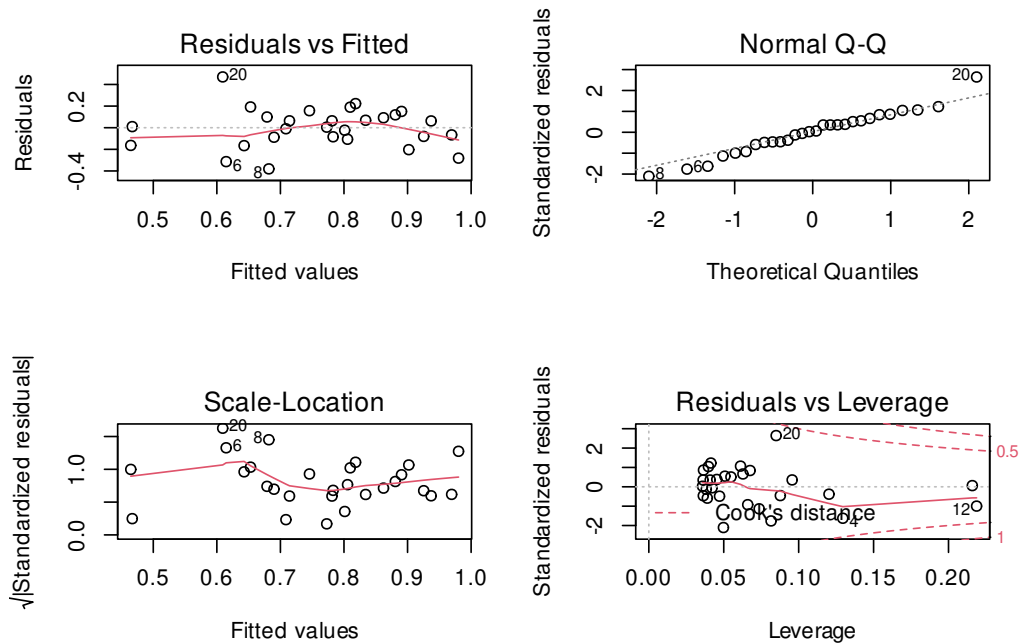 Residuals vs Fitted
Residuals
0.2
-0.4
20
6
8
0.5 0.6 0.7 0.8 0.9 1.0
Fitted values
Normal Q-Q
Standardized residuals
2
0
-2
20
6
8
-2 -1 0 1 2
Theoretical Quantiles
Scale-Location
√|Standardized residuals|
1.0
0.0
20
6
8
0.5 0.6 0.7 0.8 0.9 1.0
Fitted values
Residuals vs Leverage
Standardized residuals
2
0
-2
20
0.5
12
Cook's distance
4
1
0.00 0.05 0.10 0.15 0.20
Leverage